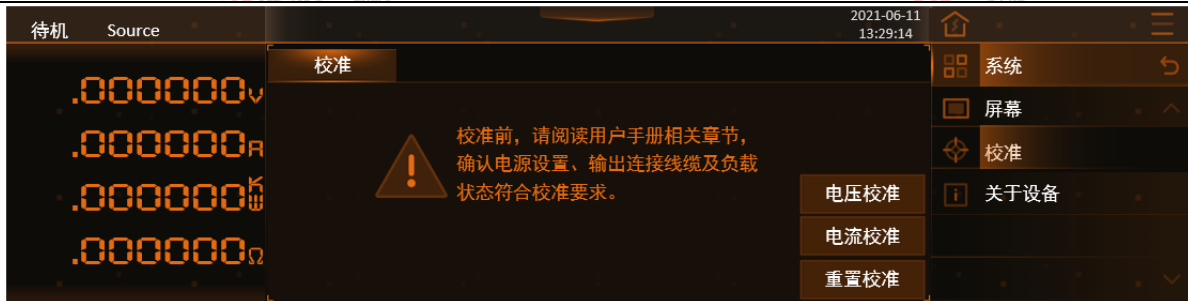 待机 Source
2021-06-11
13:29:14
校准
系统
.000000V
屏幕
.000000A
校准前，请阅读用户手册相关章节，
确认电源设置、输出连接线缆及负载
状态符合校准要求。
校准
.000000KW
电压校准
关于设备
电流校准
.000000Ω
重置校准